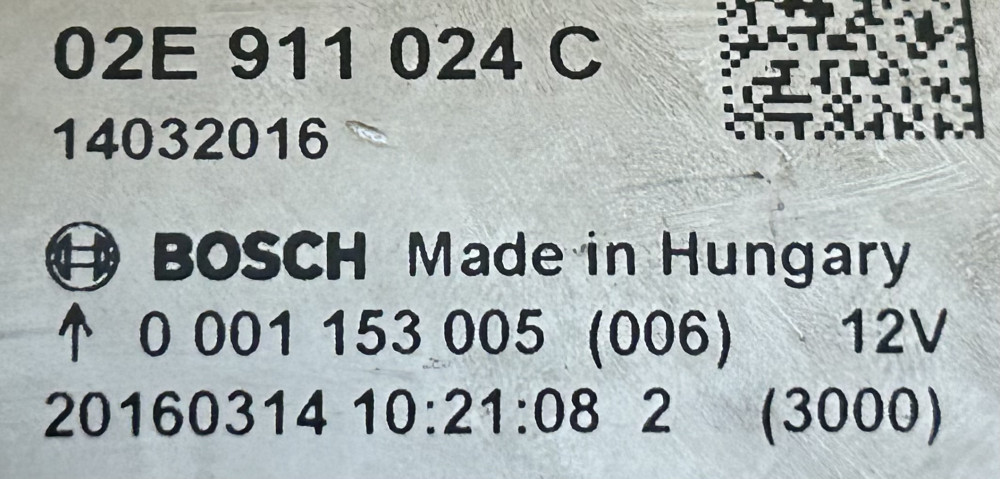 02E 911 024 C
14032016
BOSCH Made in Hungary
↑ 0 001 153 005 (006) 12V
20160314 10:21:08 2 (3000)